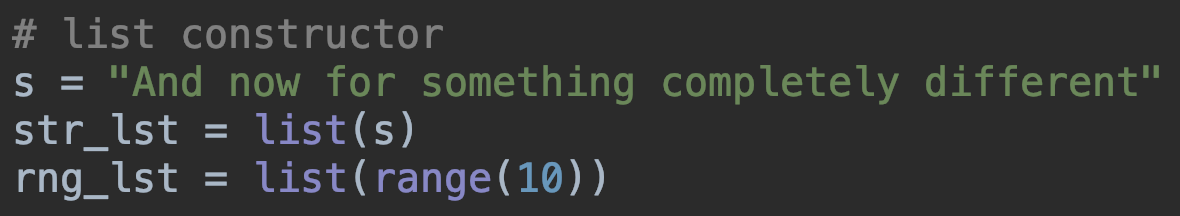 # list constructor
s = "And now for something completely different"
str_lst = list(s)
rng_lst = list(range(10))